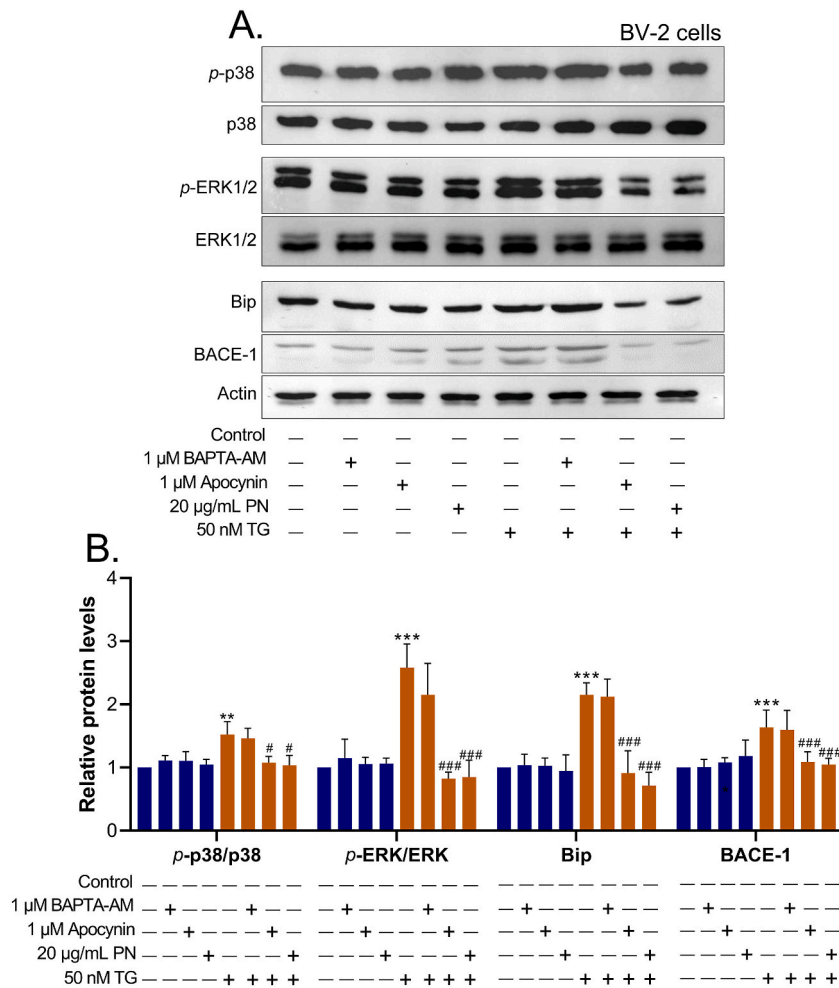 A.
BV-2 cells
p-p38
p38
p-ERK1/2
ERK1/2
Bip
BACE-1
Actin
Control — — — — — — — —
1 µM BAPTA-AM — + — — — + — —
1 µM Apocynin — — + — — — + —
20 µg/mL PN — — — + — — — +
50 nM TG — — — — + + + +
B.
Relative protein levels
4
3
2
1
0
** # #
*** ### ###
*** ### ###
*** ### ###
p-p38/p38 p-ERK/ERK Bip BACE-1
Control — — — — — — — — — — — — — — — — — — — — — — — — — — — — — — — —
1 µM BAPTA-AM — + — — — + — — — + — — — + — — — + — — — + — — — + — — — + — —
1 µM Apocynin — — + — — — + — — — + — — — + — — — + — — — + — — — + — — — + —
20 µg/mL PN — — — + — — — + — — — + — — — + — — — + — — — + — — — + — — — +
50 nM TG — — — — + + + + — — — — + + + + — — — — + + + + — — — — + + + +